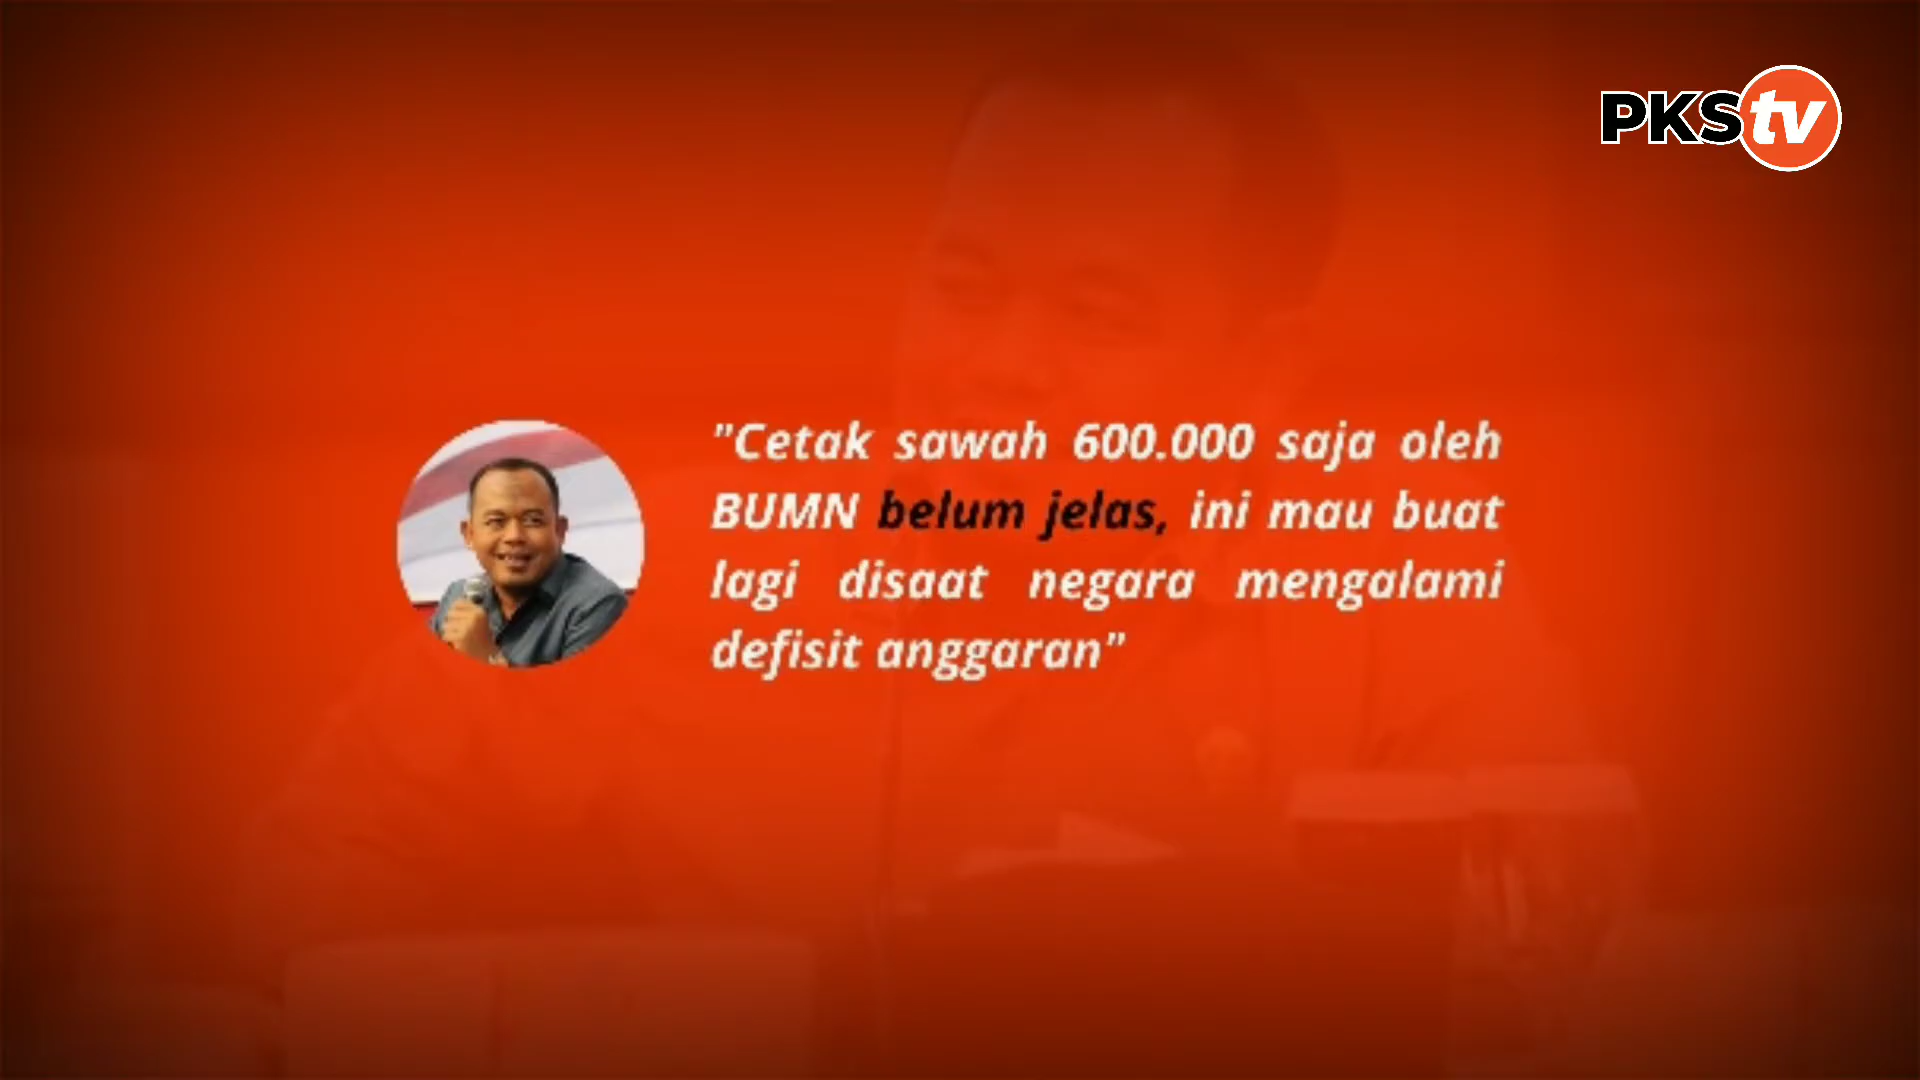 PKStv
"Cetak sawah 600.000 saja oleh
BUMN belum jelas, ini mau buat
lagi disaat negara mengalami
defisit anggaran"